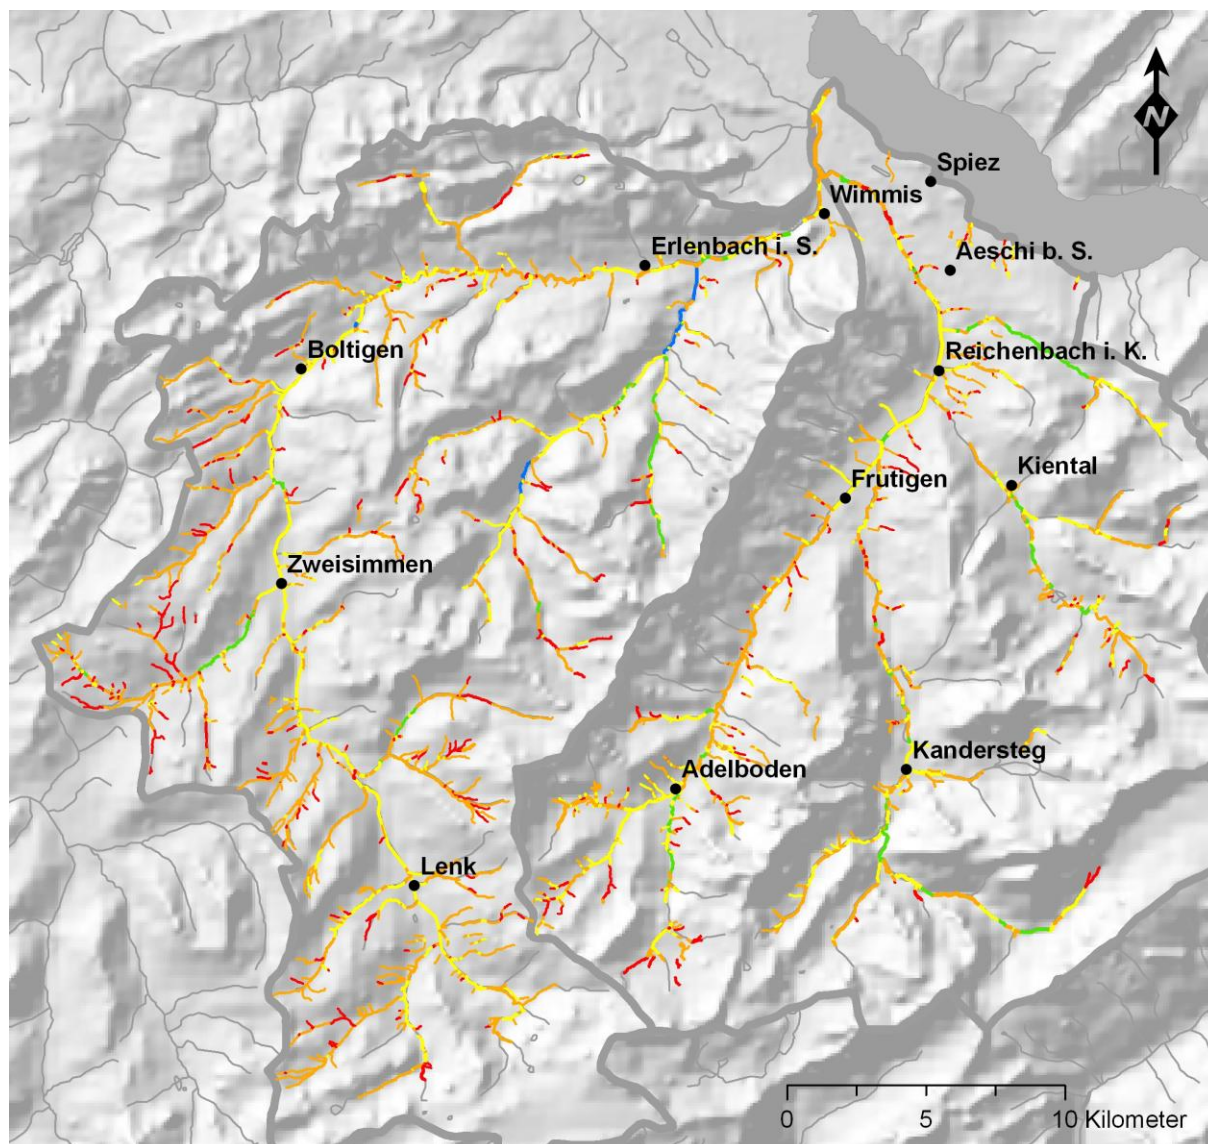 N
Spiez
Wimmis
Erlenbach i. S.
Aeschi b. S.
Boltigen
Reichenbach i. K.
Kiental
Frutigen
Zweisimmen
Kandersteg
Adelboden
Lenk
0 5 10 Kilometer